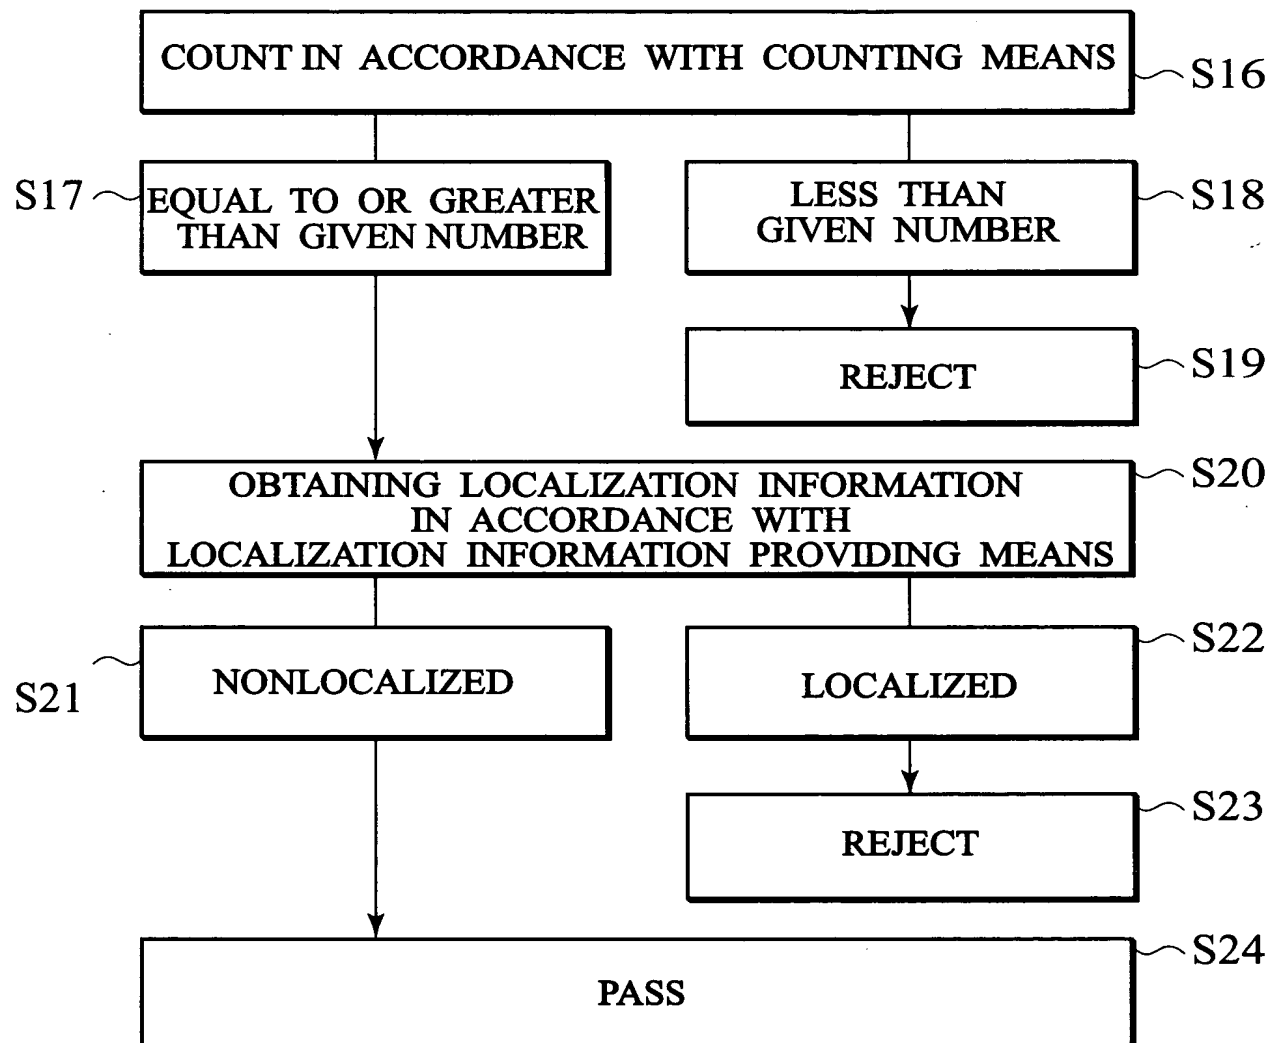 COUNT IN ACCORDANCE WITH COUNTING MEANS
S16
S17
EQUAL TO OR GREATER
THAN GIVEN NUMBER
LESS THAN
GIVEN NUMBER
S18
REJECT
S19
OBTAINING LOCALIZATION INFORMATION
IN ACCORDANCE WITH
LOCALIZATION INFORMATION PROVIDING MEANS
S20
S21
NONLOCALIZED
LOCALIZED
S22
REJECT
S23
PASS
S24